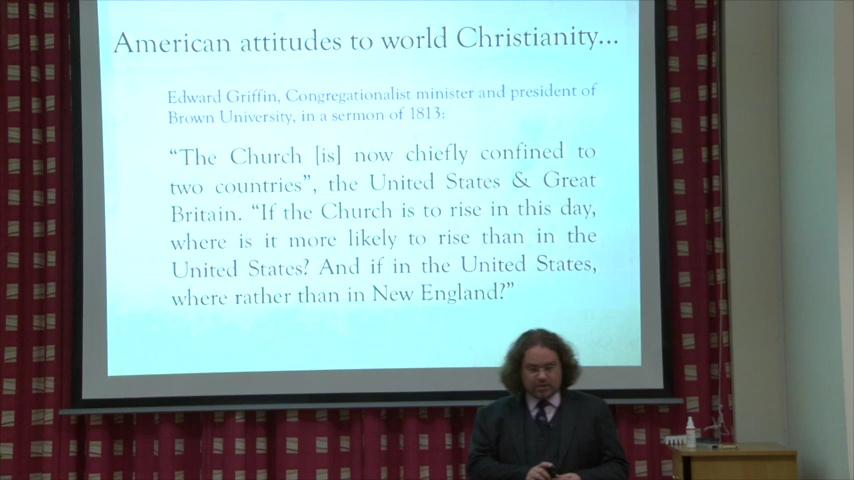 American attitudes to world Christianity...
Edward Griffin, Congregationalist minister and president of
Brown University, in a sermon of 1813:
“The Church [is] now chiefly confined to
two countries”, the United States & Great
Britain. “If the Church is to rise in this day,
where is it more likely to rise than in the
United States? And if in the United States,
where rather than in New England?”